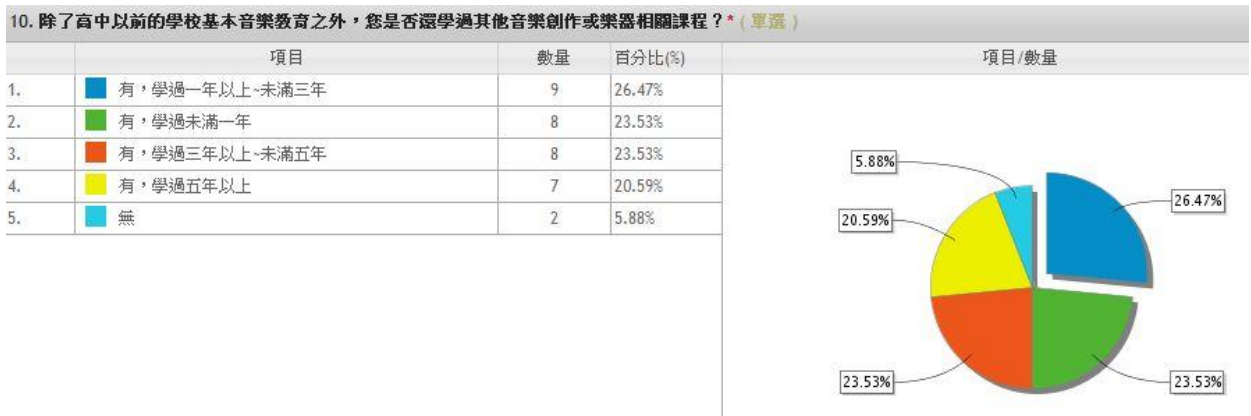 10. 除了高中以前的學校基本音樂教育之外，您是否還學過其他音樂創作或樂器相關課程？*（單選）
項目 數量 百分比(%) 項目/數量
1. 有，學過一年以上~未滿三年 9 26.47%
2. 有，學過未滿一年 8 23.53%
3. 有，學過三年以上~未滿五年 8 23.53%
4. 有，學過五年以上 7 20.59%
5. 無 2 5.88%
5.88%
26.47%
20.59%
23.53%
23.53%